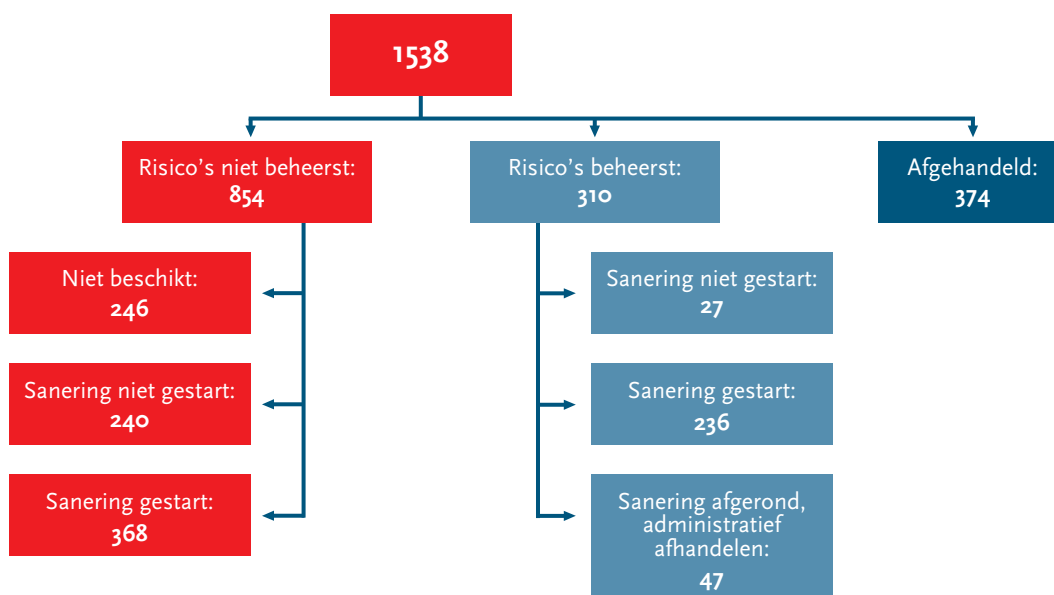 1538
Risico's niet beheerst:
854
Risico's beheerst:
310
Afgehandeld:
374
Niet beschikt:
246
Sanering niet gestart:
240
Sanering gestart:
368
Sanering niet gestart:
27
Sanering gestart:
236
Sanering afgerond,
administratief
afhandelen:
47